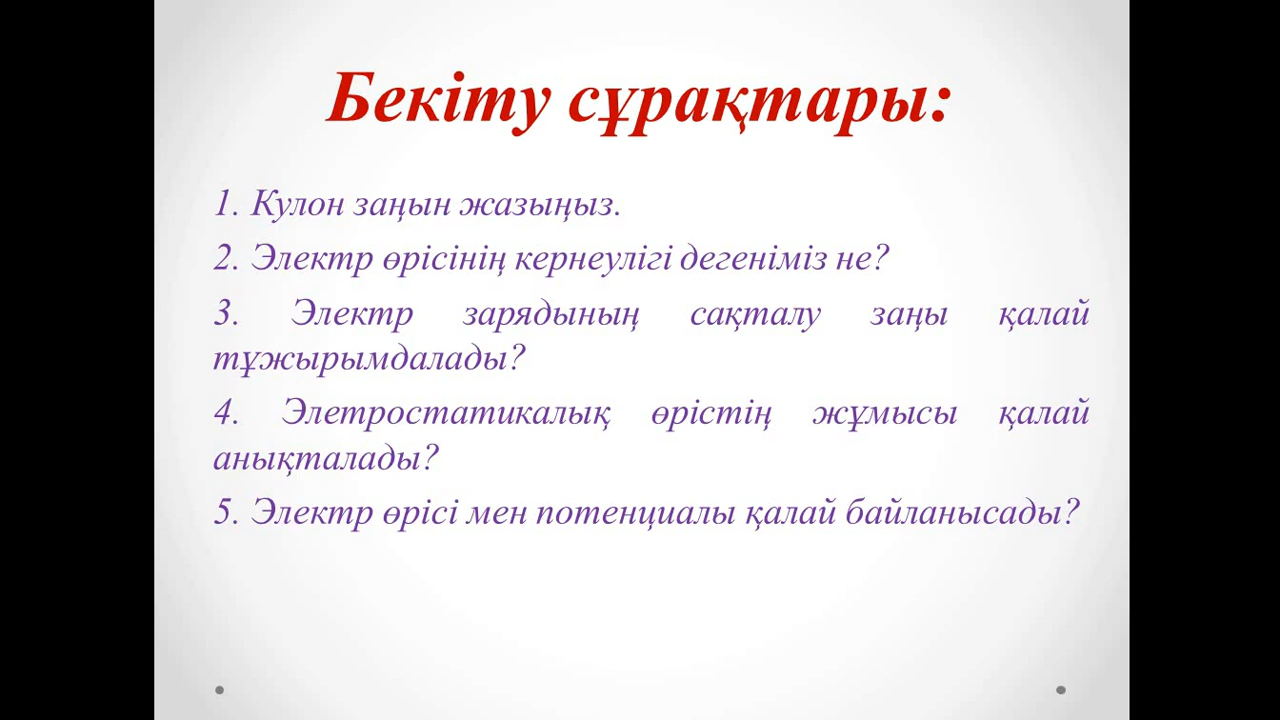 Бекіту сұрақтары:
1. Кулон заңын жазыңыз.
2. Электр өрісінің кернеулігі дегеніміз не?
3. Электр зарядының сақталу заңы қалай
тұжырымдалады?
4. Элетростатикалық өрістің жұмысы қалай
анықталады?
5. Электр өрісі мен потенциалы қалай байланысады?